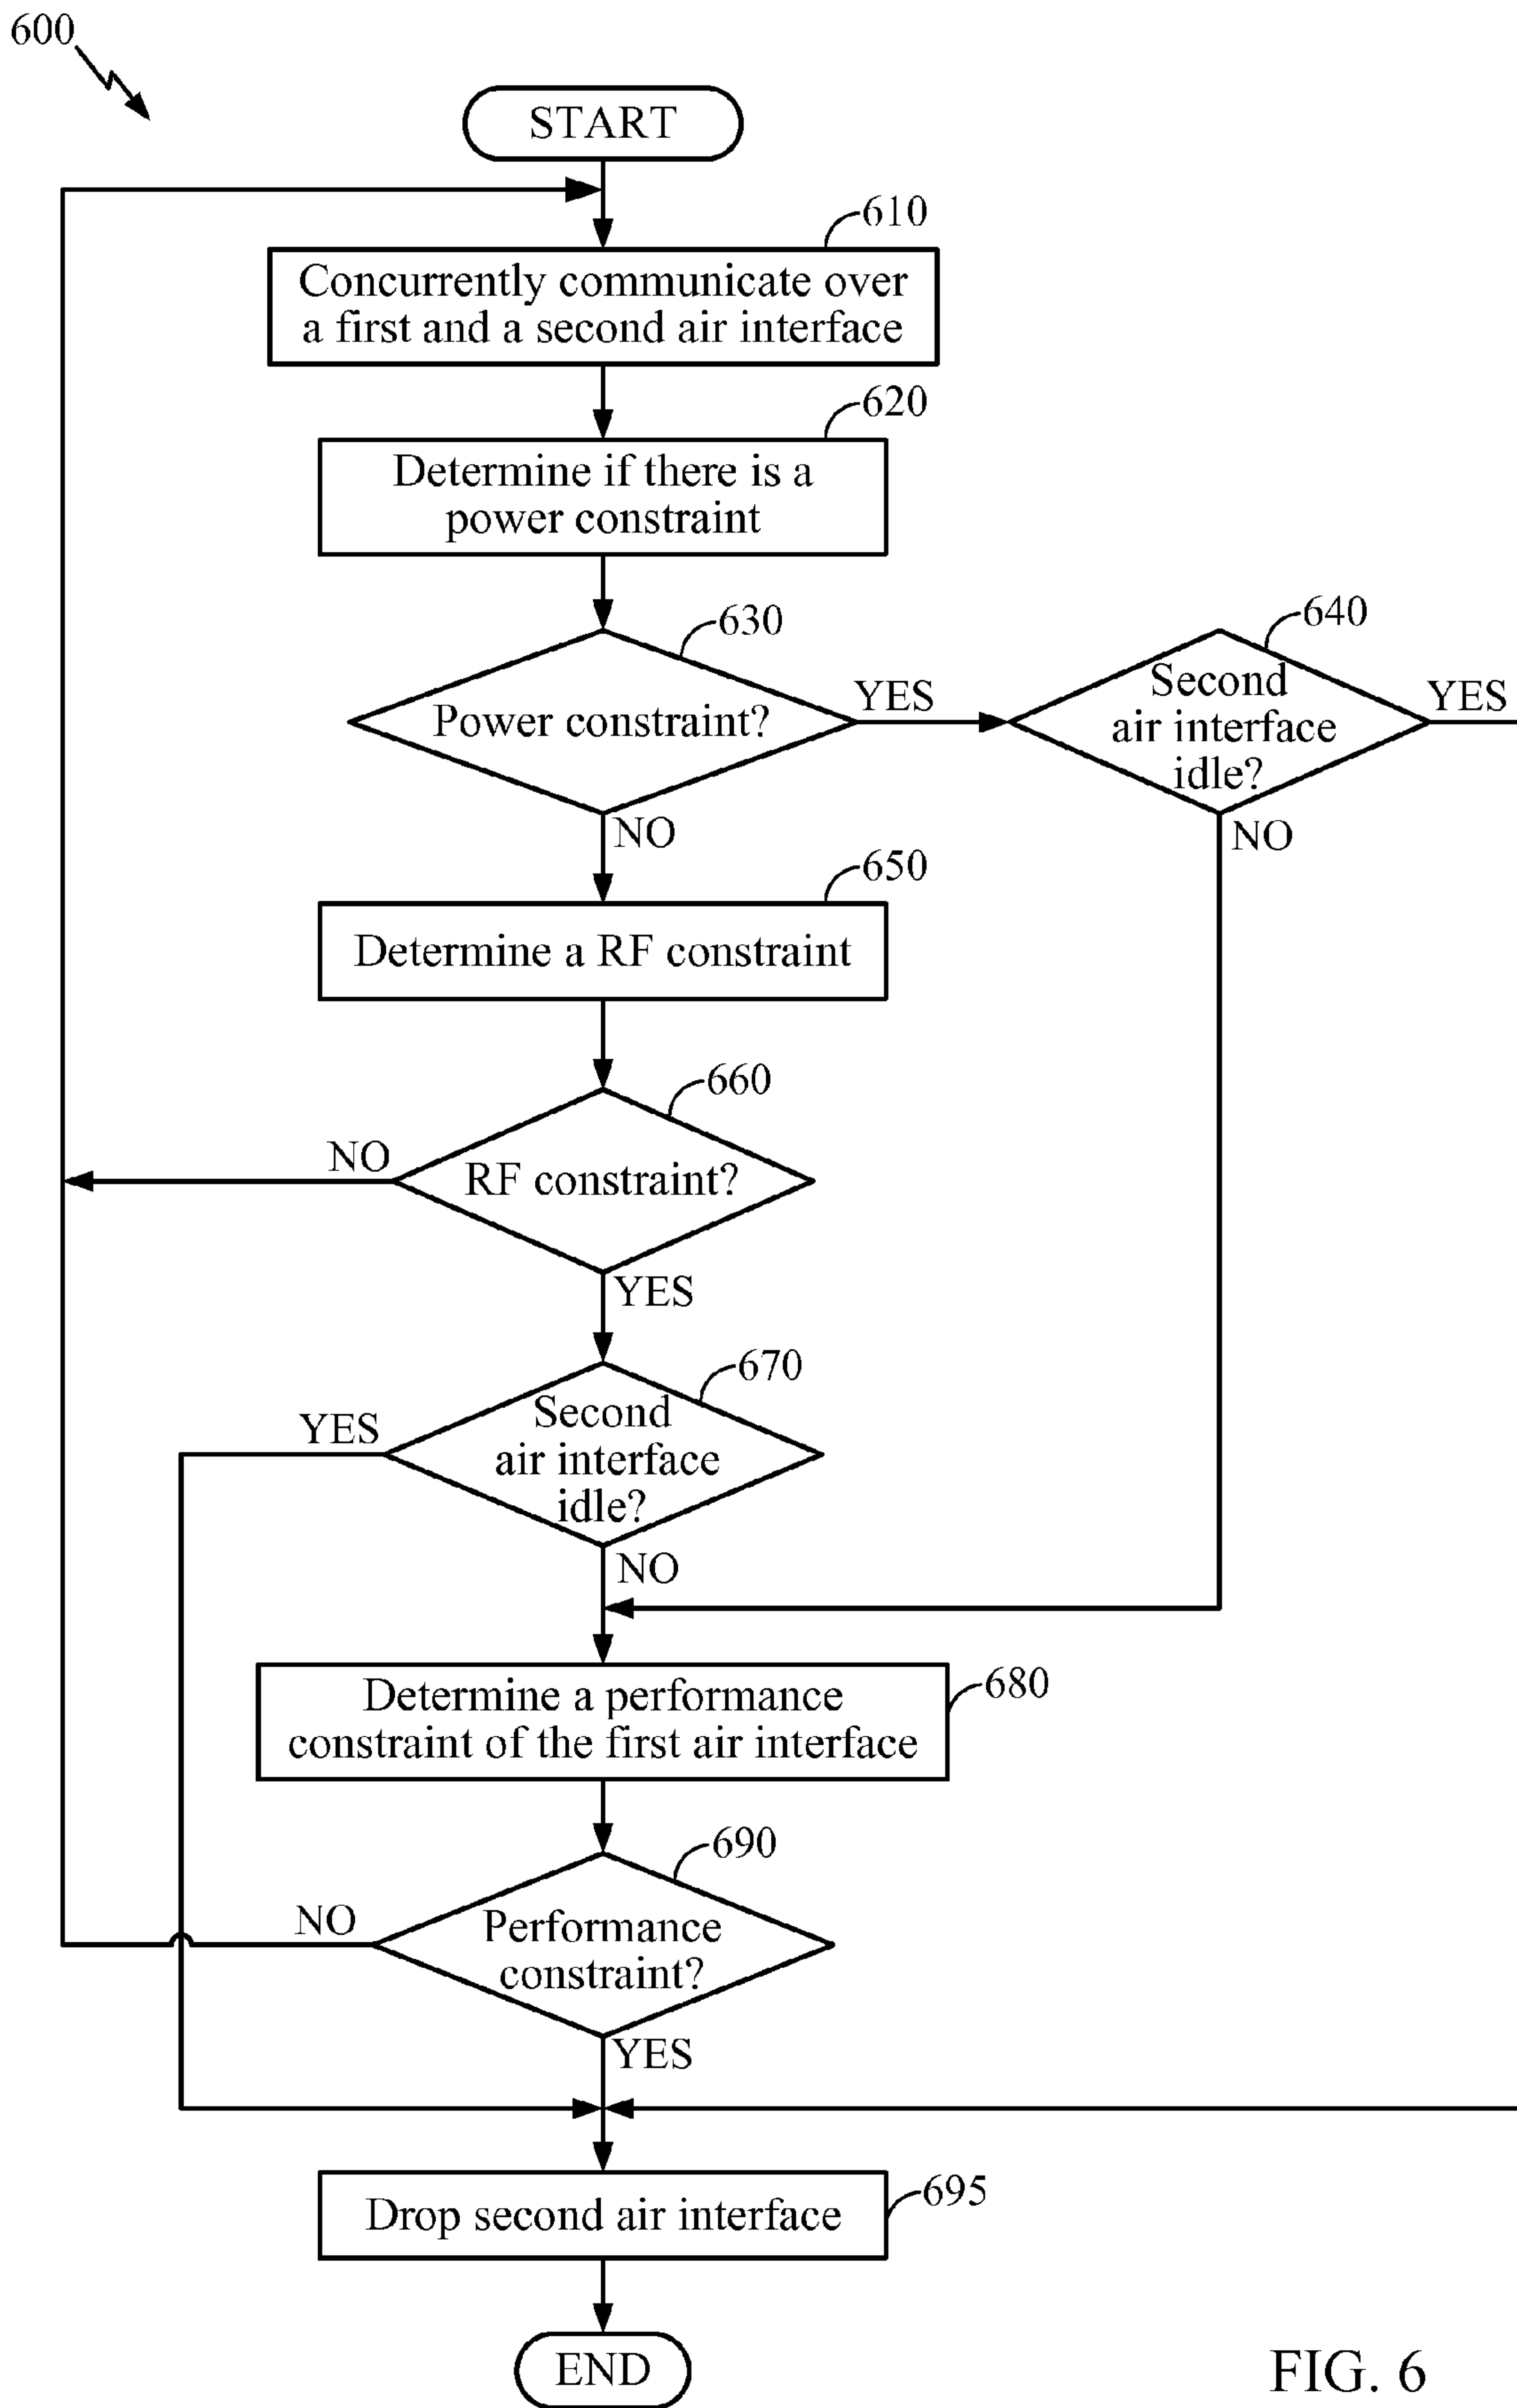 600
START
610
Concurrently communicate over
a first and a second air interface
620
Determine if there is a
power constraint
630
Power constraint?
YES
640
Second
air interface
idle?
YES
NO
NO
650
Determine a RF constraint
660
RF constraint?
NO
YES
670
Second
air interface
idle?
YES
NO
680
Determine a performance
constraint of the first air interface
690
Performance
constraint?
NO
YES
695
Drop second air interface
END
FIG. 6